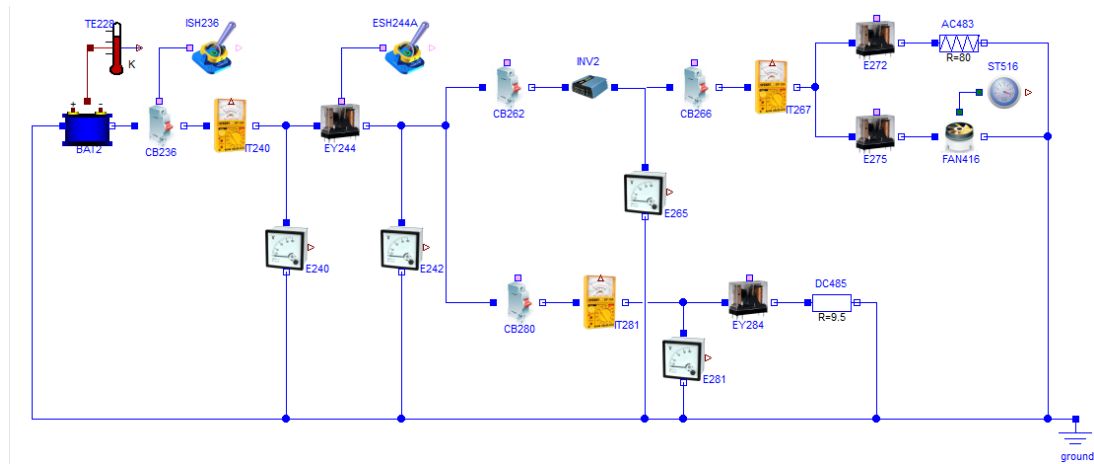 TE228
K
BAT2
ISH236
CB236
IT240
ESH244A
EY244
E240
E242
CB262
INV2
CB266
IT267
E272
AC483
R=80
ST516
E275
FAN416
E265
CB280
IT281
EY284
DC485
R=9.5
E281
ground